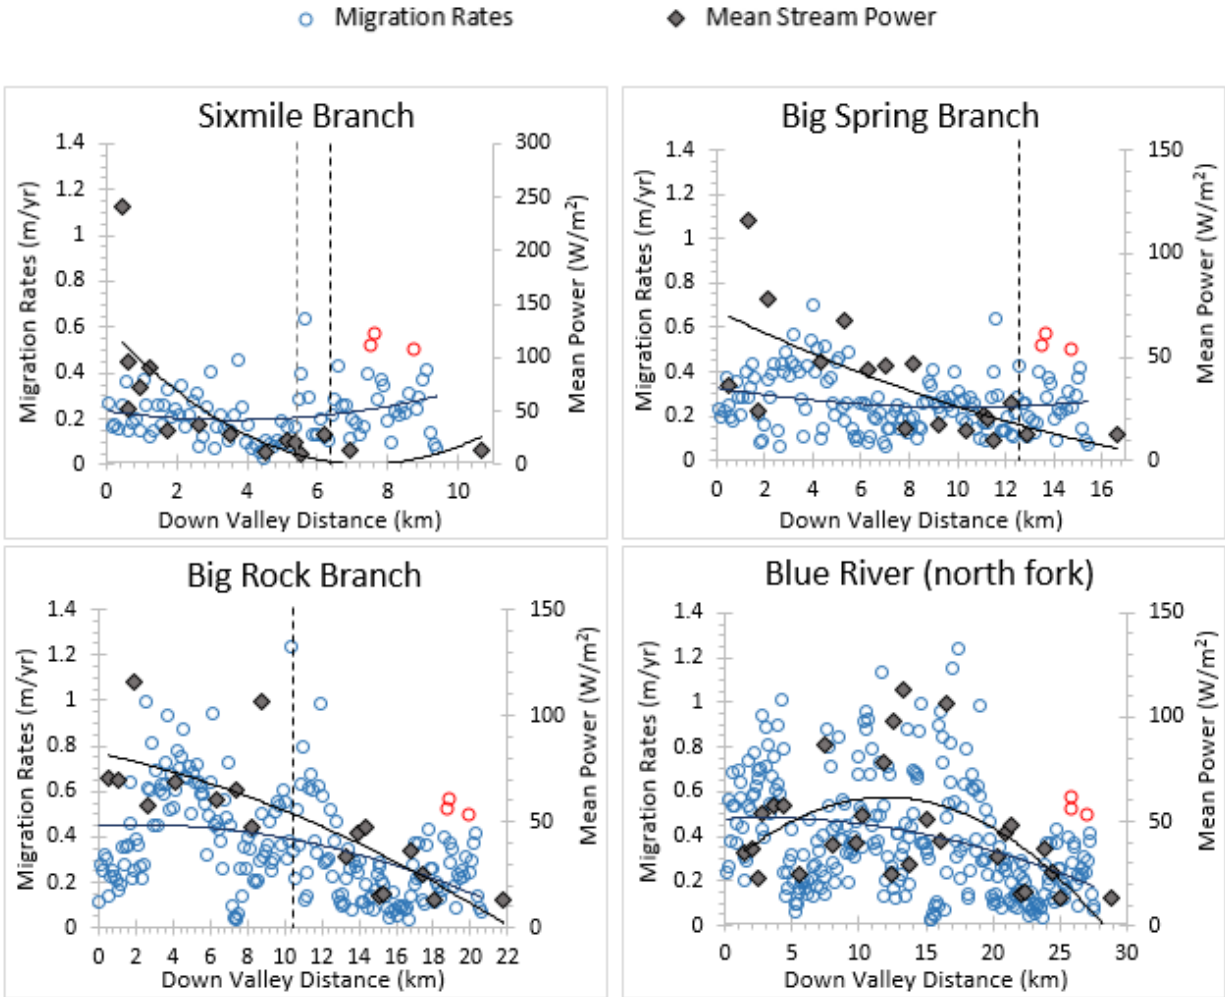 Migration Rates Mean Stream Power
Sixmile Branch
1.4 1.2 1 0.8 0.6 0.4 0.2 0
Migration Rates (m/yr)
300 250 200 150 100 50 0
Mean Power (W/m²)
0 2 4 6 8 10
Down Valley Distance (km)
Big Spring Branch
1.4 1.2 1 0.8 0.6 0.4 0.2 0
Migration Rates (m/yr)
150 100 50 0
Mean Power (W/m²)
0 2 4 6 8 10 12 14 16
Down Valley Distance (km)
Big Rock Branch
1.4 1.2 1 0.8 0.6 0.4 0.2 0
Migration Rates (m/yr)
150 100 50 0
Mean Power (W/m²)
0 2 4 6 8 10 12 14 16 18 20 22
Down Valley Distance (km)
Blue River (north fork)
1.4 1.2 1 0.8 0.6 0.4 0.2 0
Migration Rates (m/yr)
150 100 50 0
Mean Power (W/m²)
0 5 10 15 20 25 30
Down Valley Distance (km)